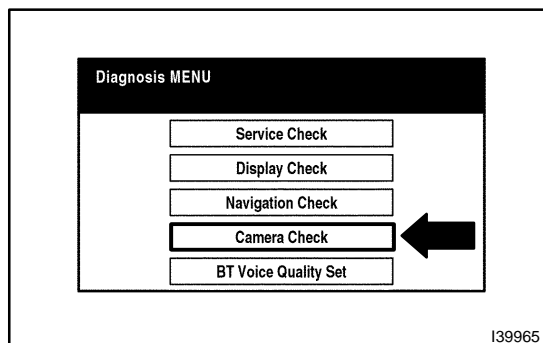 Diagnosis MENU
Service Check
Display Check
Navigation Check
Camera Check
BT Voice Quality Set
I39965